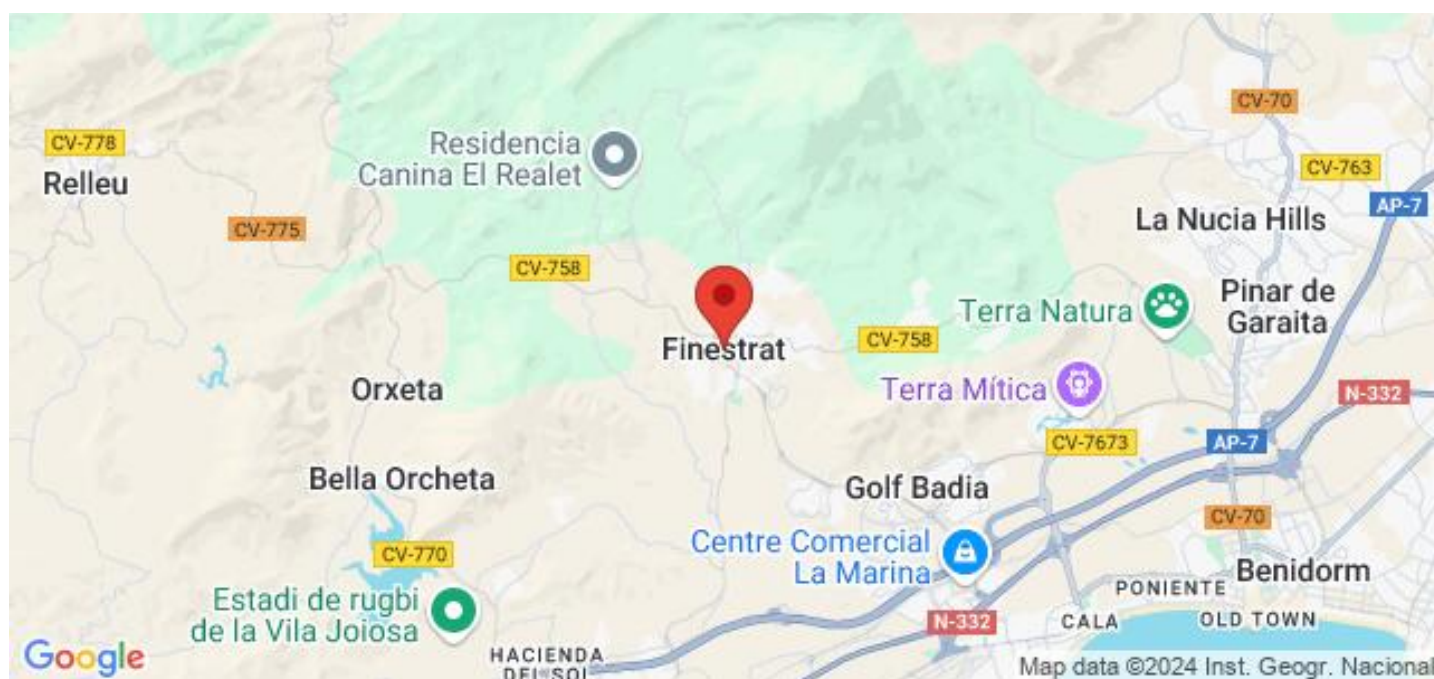 CV-70
CV-778
Relleu
Residencia
Canina El Realet
CV-763
AP-7
CV-775
La Nucia Hills
CV-758
Pinar de
Garaita
Terra Natura
CV-758
Finestrat
Orxeta
Terra Mítica
N-332
CV-7673
AP-7
Bella Orcheta
Golf Badia
CV-70
Centre Comercial
La Marina
CV-770
Benidorm
PONIENTE
Estadi de rugbi
de la Vila Joiosa
N-332
CALA
OLD TOWN
HACIENDA
DEL SOL
Google
Map data ©2024 Inst. Geogr. Nacional